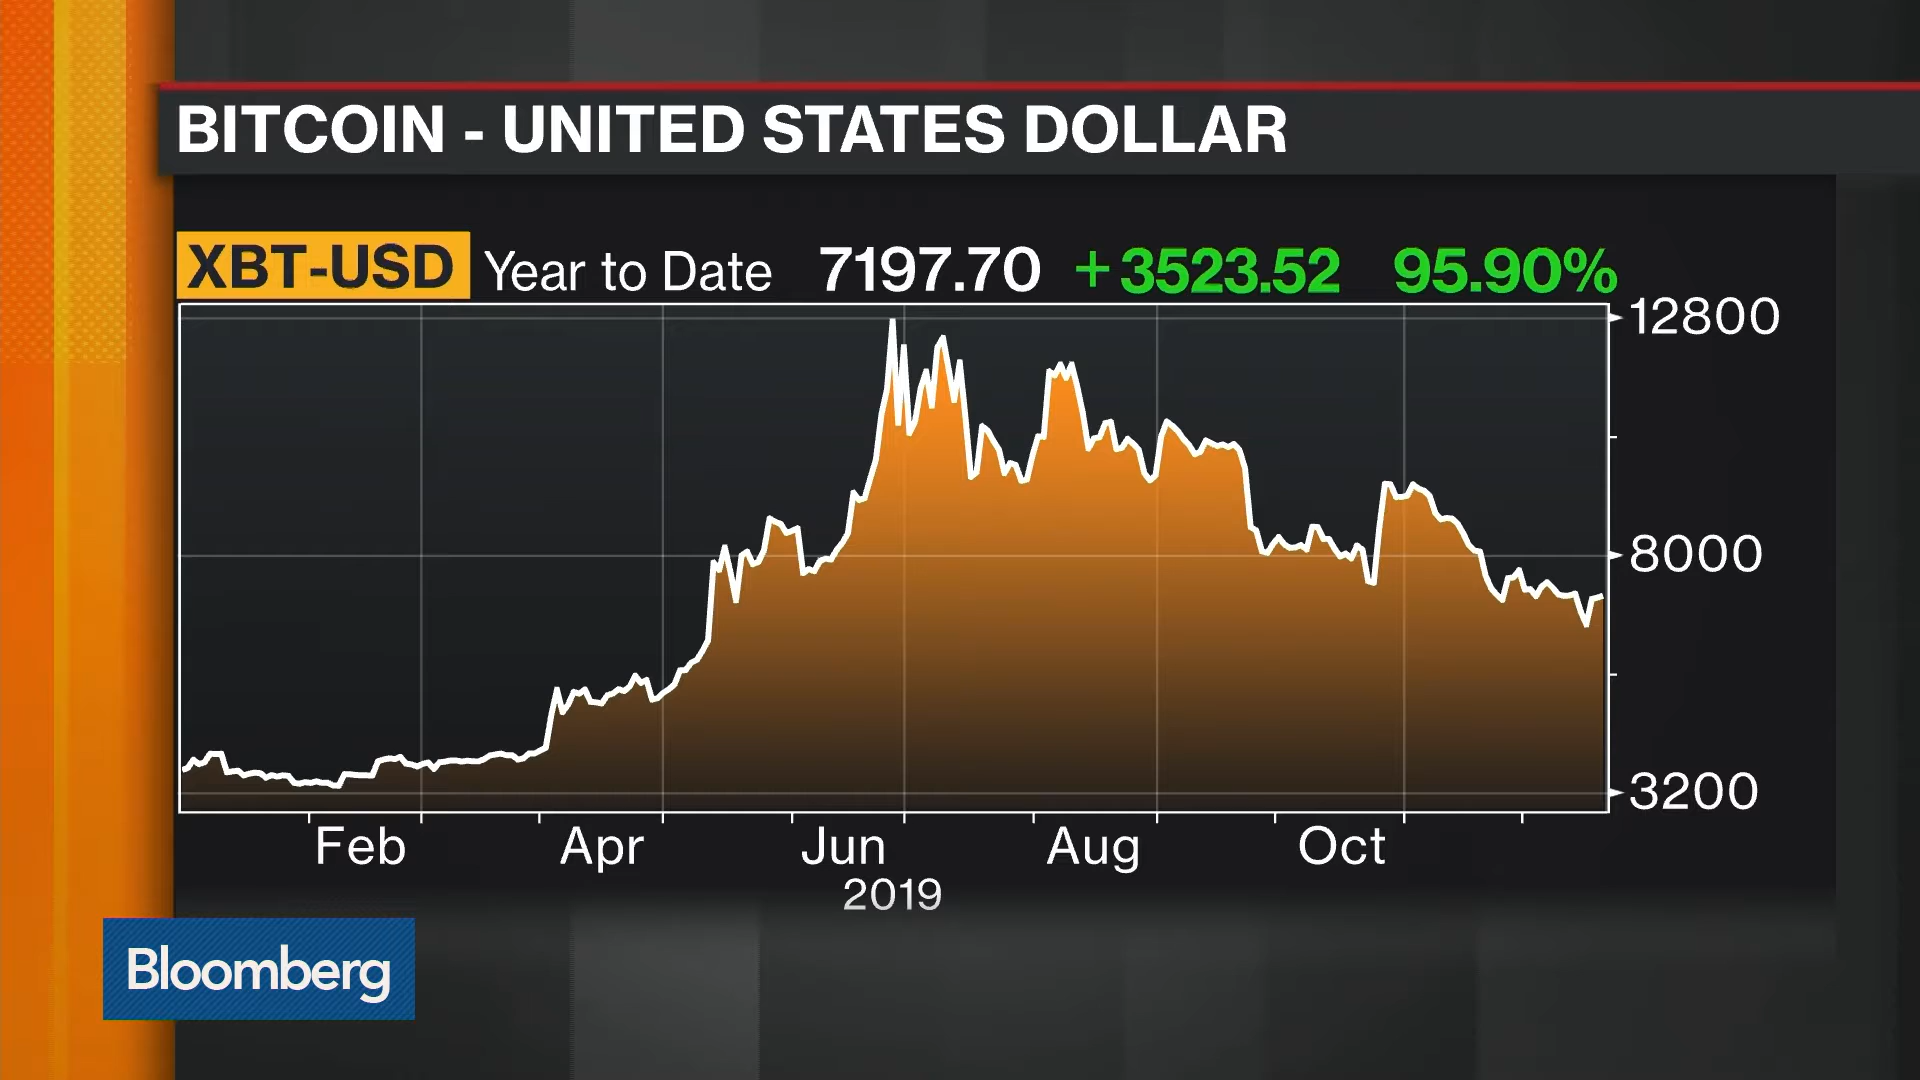 BITCOIN - UNITED STATES DOLLAR
XBT-USD Year to Date 7197.70 +3523.52 95.90%
12800
8000
3200
Feb Apr Jun Aug Oct
2019
Bloomberg